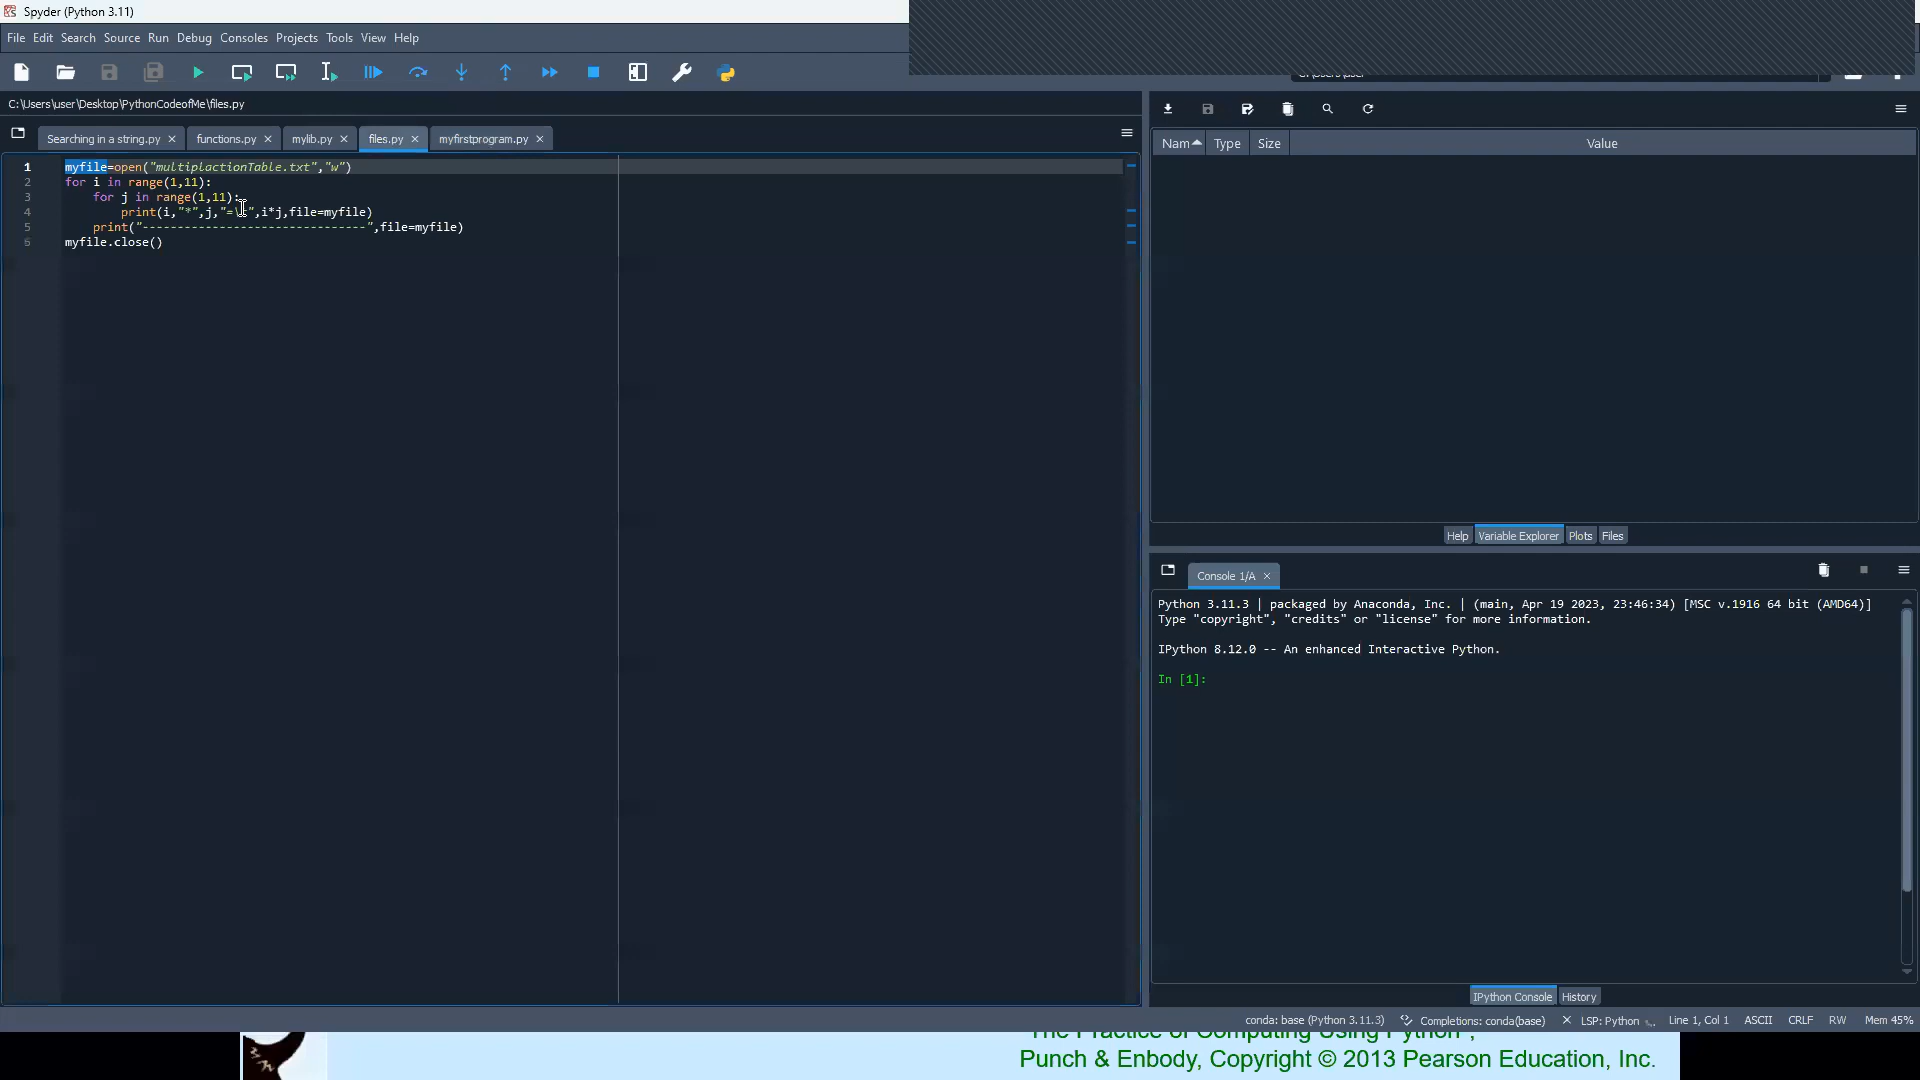 Spyder (Python 3.11)
File Edit Search Source Run Debug Consoles Projects Tools View Help
C:\Users\user\Desktop\PythonCodeofMe\files.py
Searching in a string.py functions.py mylib.py files.py myfirstprogram.py
1 myfile=open("multiplactionTable.txt","w")
2 for i in range(1,11):
3 for j in range(1,11):
4 print(i,"*",j,"=\t",i*j,file=myfile)
5 print("--------------------------------",file=myfile)
6 myfile.close()
Nam Type Size Value
Help Variable Explorer Plots Files
Console 1/A
Python 3.11.3 | packaged by Anaconda, Inc. | (main, Apr 19 2023, 23:46:34) [MSC v.1916 64 bit (AMD64)]
Type "copyright", "credits" or "license" for more information.
IPython 8.12.0 -- An enhanced Interactive Python.
In [1]:
IPython Console History
conda: base (Python 3.11.3) Completions: conda(base) LSP: Python Line 1, Col 1 ASCII CRLF RW Mem 45%
"The Practice of Computing Using Python",
Punch & Enbody, Copyright © 2013 Pearson Education, Inc.